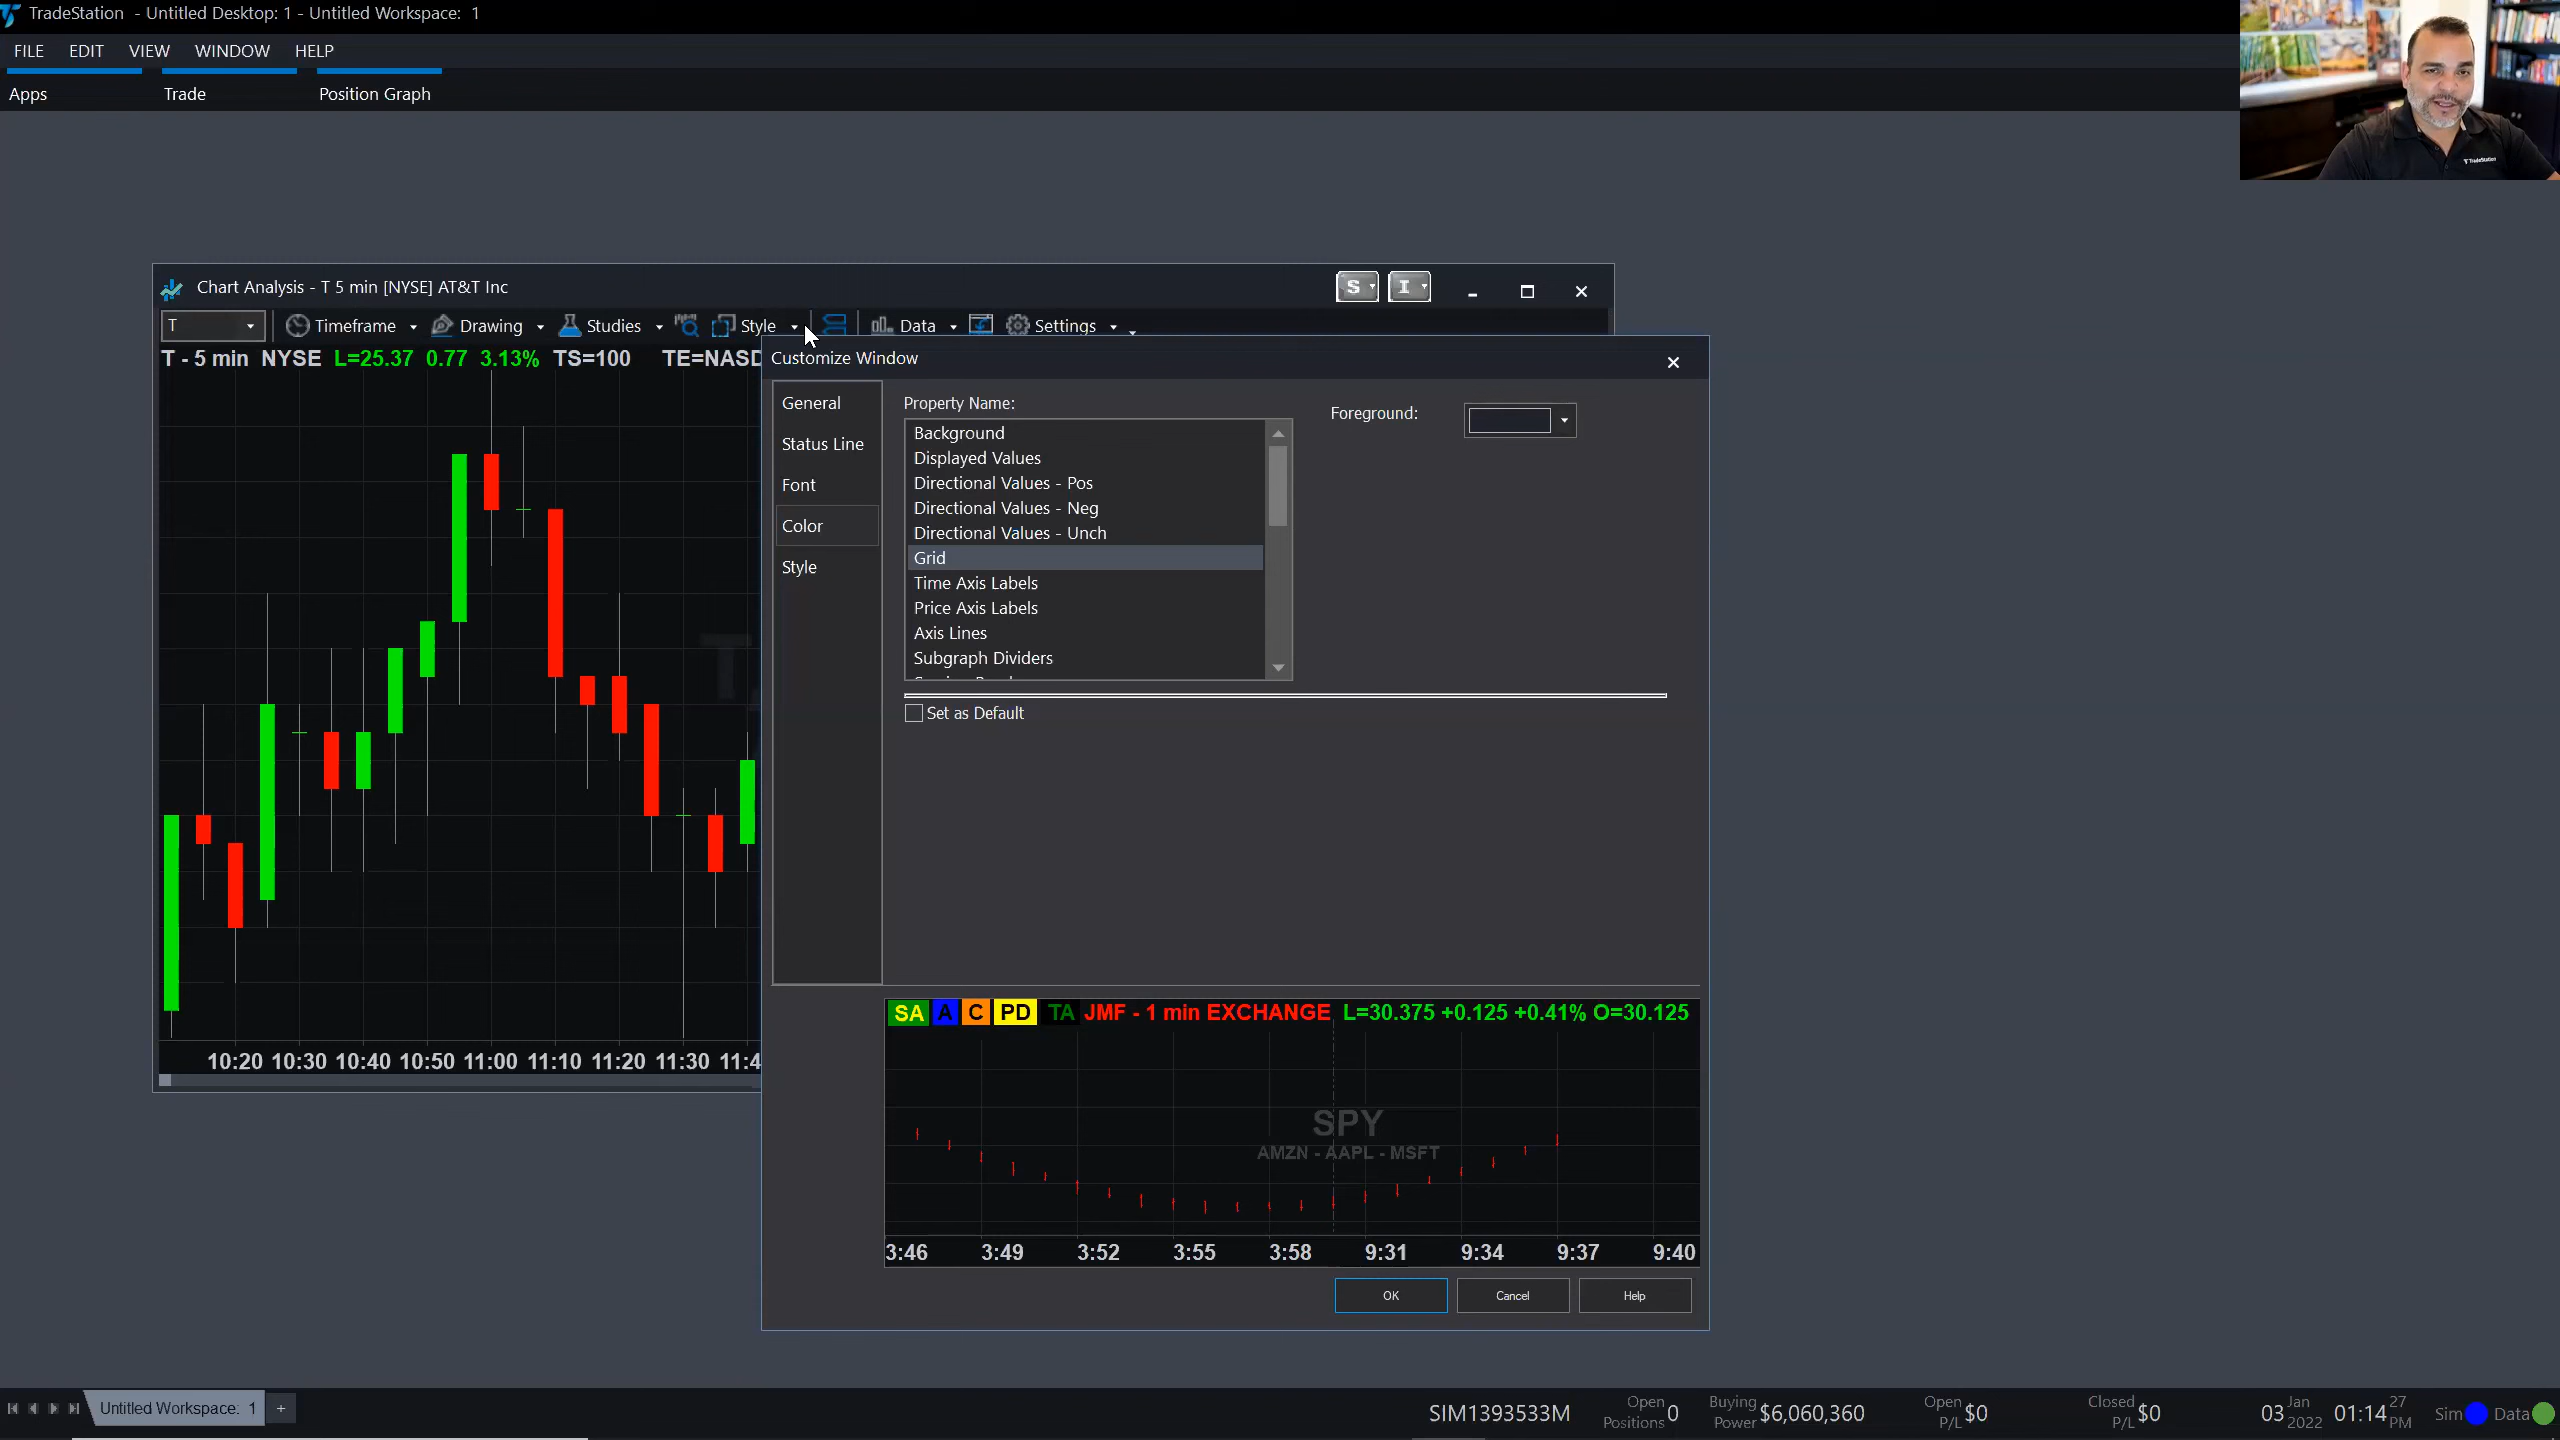 TradeStation - Untitled Desktop: 1 - Untitled Workspace: 1
FILE EDIT VIEW WINDOW HELP
Apps Trade Position Graph
TradeStation
Chart Analysis - T 5 min [NYSE] AT&T Inc
S I
T Timeframe Drawing Studies Style Data Settings
T - 5 min NYSE L=25.37 0.77 3.13% TS=100 TE=NASD
Customize Window
General
Status Line
Font
Color
Style
Property Name:
Background
Displayed Values
Directional Values - Pos
Directional Values - Neg
Directional Values - Unch
Grid
Time Axis Labels
Price Axis Labels
Axis Lines
Subgraph Dividers
Foreground:
Set as Default
T
10:20 10:30 10:40 10:50 11:00 11:10 11:20 11:30 11:4
SA A C PD TA JMF - 1 min EXCHANGE L=30.375 +0.125 +0.41% O=30.125
SPY
AMZN - AAPL - MSFT
3:46 3:49 3:52 3:55 3:58 9:31 9:34 9:37 9:40
OK Cancel Help
Untitled Workspace: 1 +
SIM1393533M
Open Positions 0
Buying Power $6,060,360
Open P/L $0
Closed P/L $0
03 Jan 2022
01:14 27 PM
Sim Data